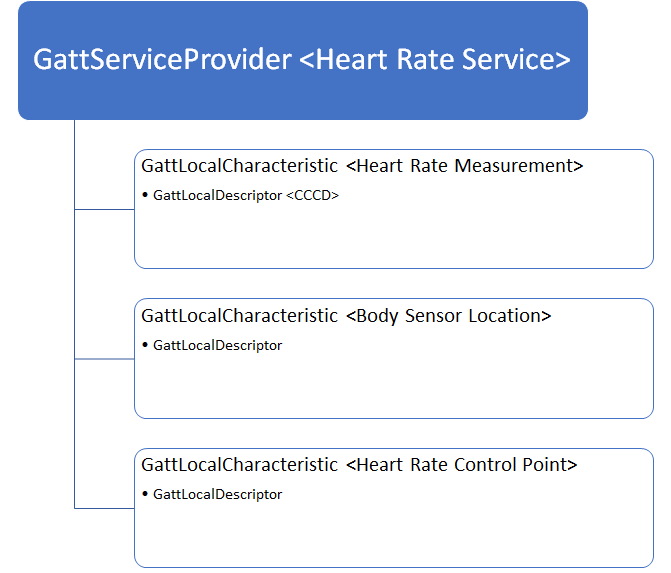 GattServiceProvider <Heart Rate Service>
GattLocalCharacteristic <Heart Rate Measurement>
• GattLocalDescriptor <CCCD>
GattLocalCharacteristic <Body Sensor Location>
• GattLocalDescriptor
GattLocalCharacteristic <Heart Rate Control Point>
• GattLocalDescriptor